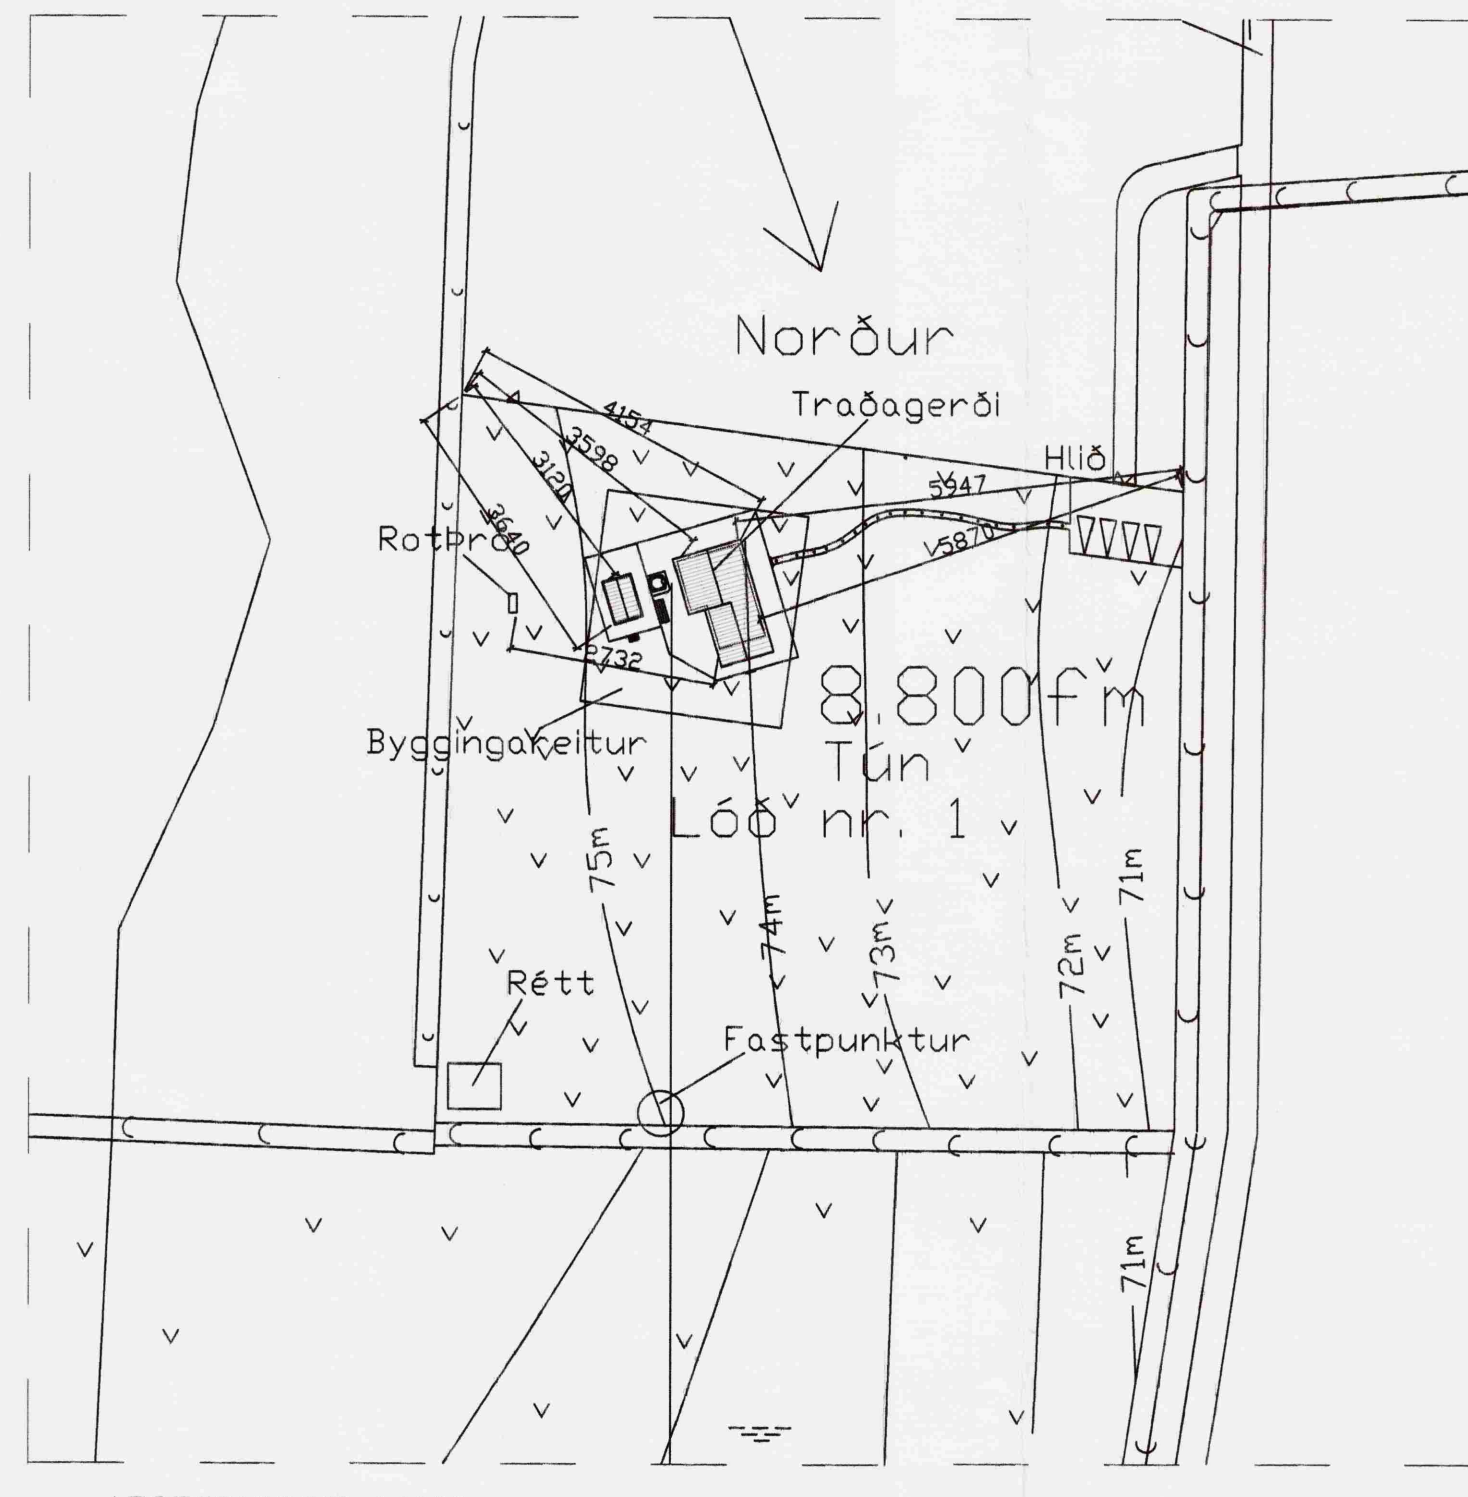 Norður
Traðagerði
4154
3598
3120
3640
Hlið
5947
5870
Rotþró
2732
8.800fm
Byggingareitur
Tún
Lóð nr. 1
75m
71m
74m
73m
72m
Rétt
Fastpunktur
71m